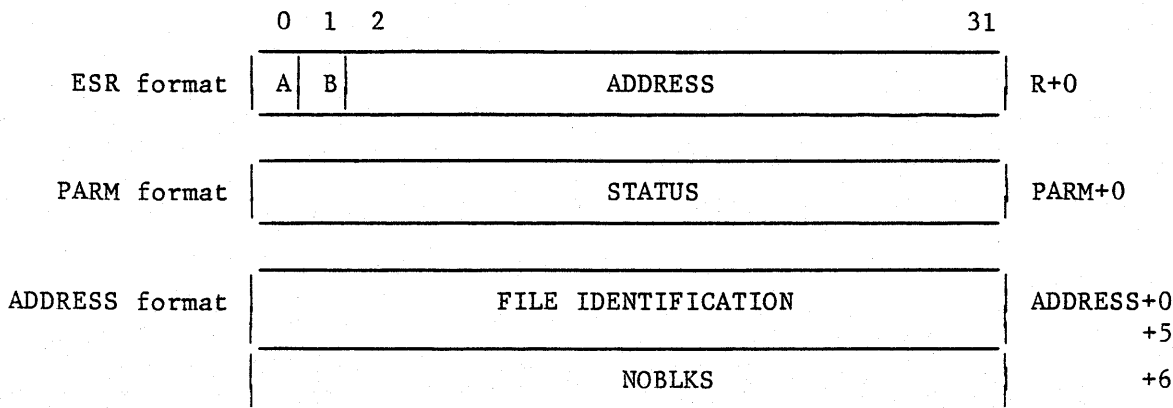 0 1 2 31
ESR format A B ADDRESS R+0
PARM format STATUS PARM+0
ADDRESS format FILE IDENTIFICATION ADDRESS+0
+5
NOBLKS +6